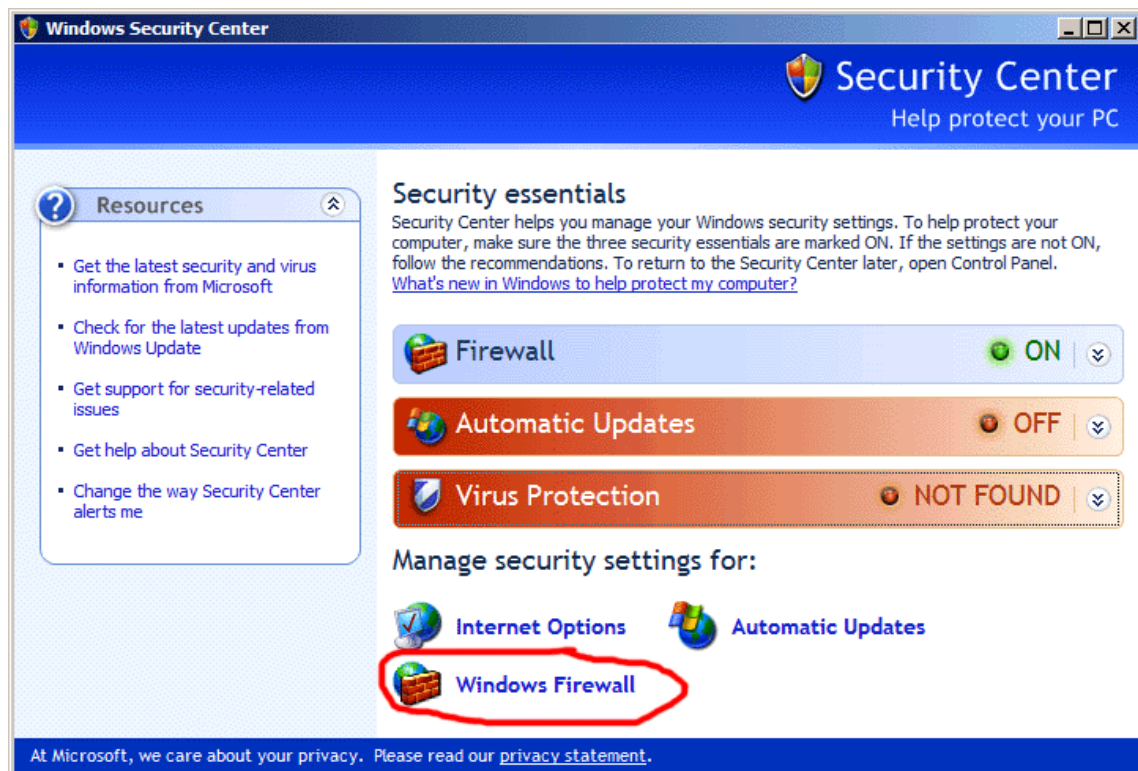 Windows Security Center
Security Center
Help protect your PC
Resources
Get the latest security and virus
information from Microsoft
Check for the latest updates from
Windows Update
Get support for security-related
issues
Get help about Security Center
Change the way Security Center
alerts me
Security essentials
Security Center helps you manage your Windows security settings. To help protect your
computer, make sure the three security essentials are marked ON. If the settings are not ON,
follow the recommendations. To return to the Security Center later, open Control Panel.
What's new in Windows to help protect my computer?
Firewall ON
Automatic Updates OFF
Virus Protection NOT FOUND
Manage security settings for:
Internet Options Automatic Updates
Windows Firewall
At Microsoft, we care about your privacy. Please read our privacy statement.